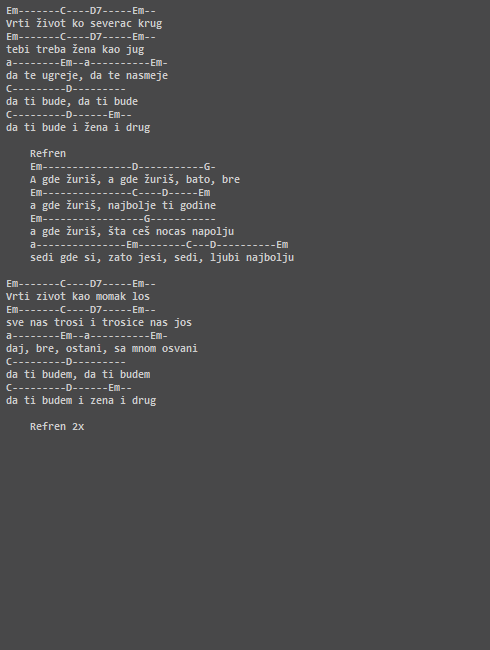 Em-------C----D7-----Em--
Vrti život ko severac krug
Em-------C----D7-----Em--
tebi treba žena kao jug
a--------Em--a----------Em-
da te ugreje, da te nasmeje
C---------D---------
da ti bude, da ti bude
C---------D------Em--
da ti bude i žena i drug

    Refren
    Em---------------D-----------G-
    A gde žuriš, a gde žuriš, bato, bre
    Em---------------C----D-----Em
    a gde žuriš, najbolje ti godine
    Em-----------------G-----------
    a gde žuriš, šta ceš nocas napolju
    a---------------Em--------C---D----------Em
    sedi gde si, zato jesi, sedi, ljubi najbolju

Em-------C----D7-----Em--
Vrti zivot kao momak los
Em-------C----D7-----Em--
sve nas trosi i trosice nas jos
a--------Em--a----------Em-
daj, bre, ostani, sa mnom osvani
C---------D---------
da ti budem, da ti budem
C---------D------Em--
da ti budem i zena i drug

    Refren 2x